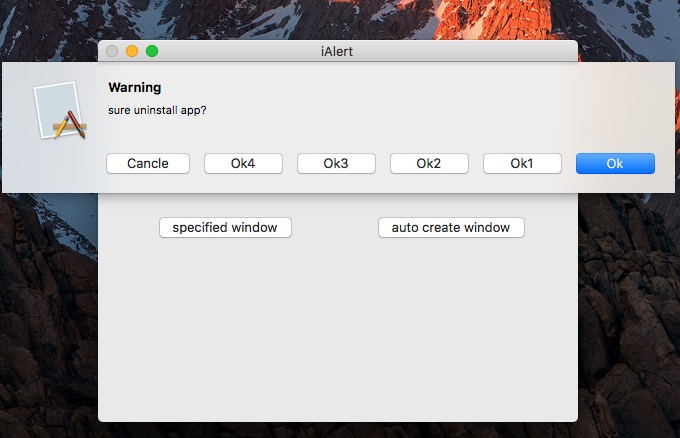 iAlert
Warning
sure uninstall app?
Cancle Ok4 Ok3 Ok2 Ok1 Ok
specified window auto create window